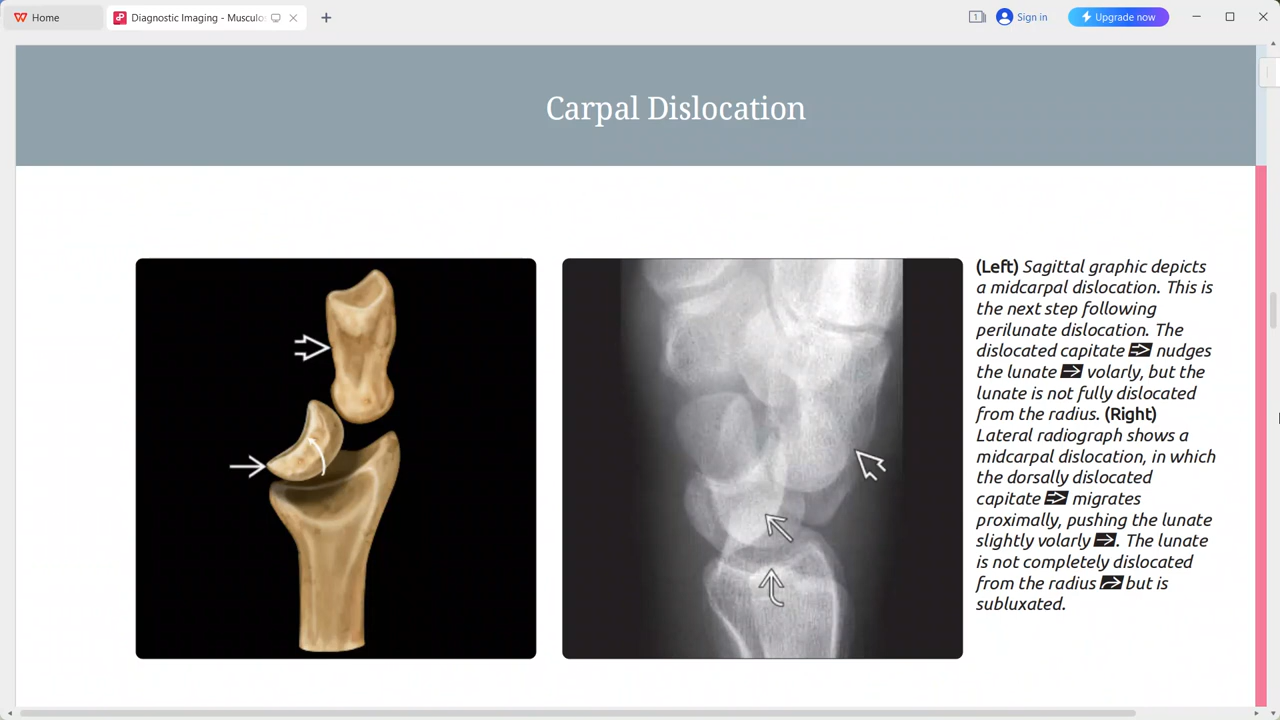 Home
Diagnostic Imaging - Musculo
1
Sign in
Upgrade now
Carpal Dislocation
(Left) Sagittal graphic depicts
a midcarpal dislocation. This is
the next step following
perilunate dislocation. The
dislocated capitate nudges
the lunate volarly, but the
lunate is not fully dislocated
from the radius. (Right)
Lateral radiograph shows a
midcarpal dislocation, in which
the dorsally dislocated
capitate migrates
proximally, pushing the lunate
slightly volarly. The lunate
is not completely dislocated
from the radius but is
subluxated.